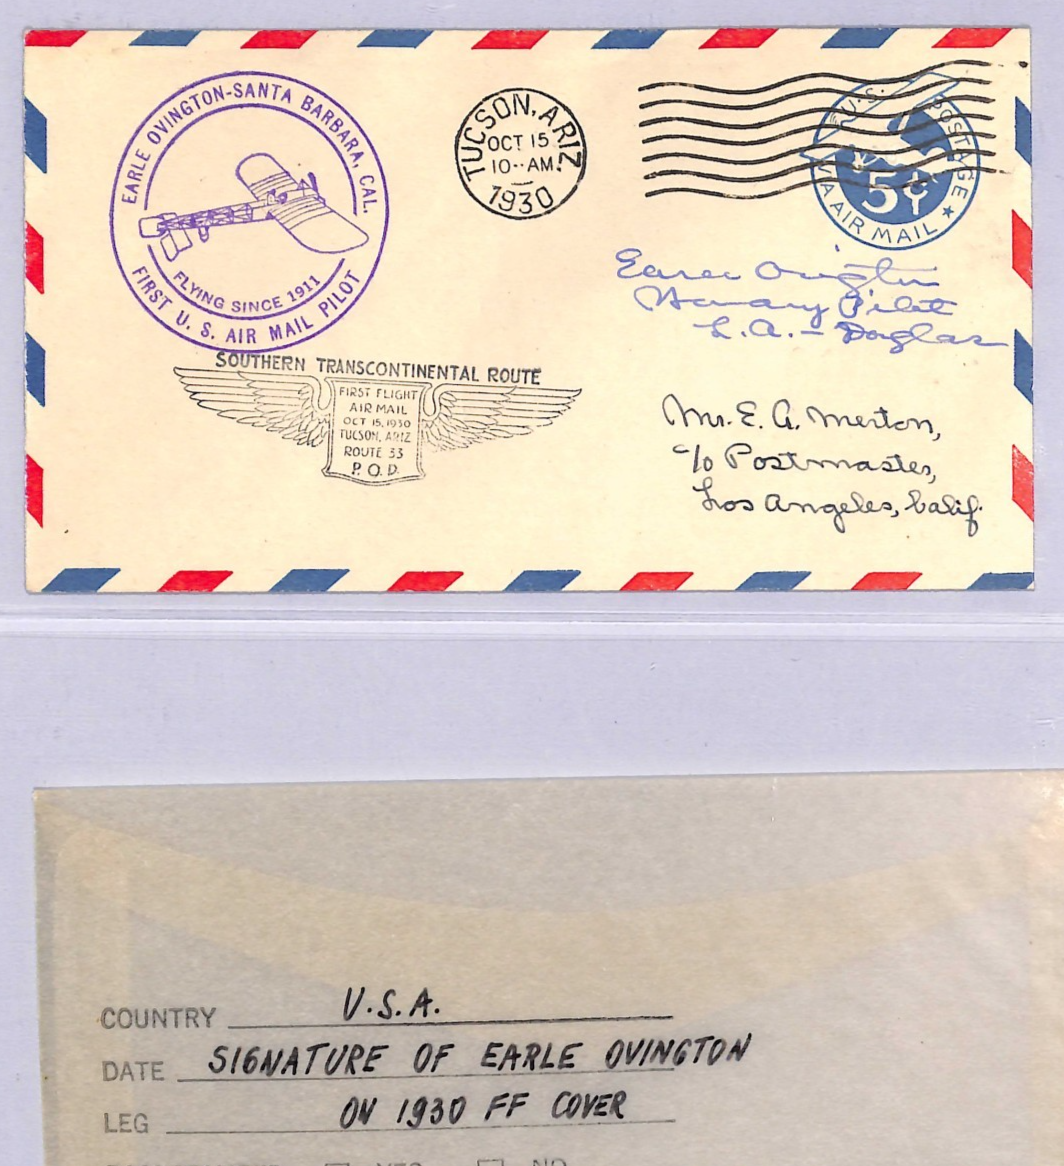 EARLE OVINGTON-SANTA BARBARA, CAL.
FLYING SINCE 1911
FIRST U. S. AIR MAIL PILOT
TUCSON, ARIZ.
OCT 15
10-- AM
1930
U.S. POSTAGE
5¢
VIA AIR MAIL ★
Earle Ovington
Honorary Pilot
L.A. - Douglas
SOUTHERN TRANSCONTINENTAL ROUTE
FIRST FLIGHT
AIR MAIL
OCT 15, 1930
TUCSON, ARIZ
ROUTE 33
P. O. D.
Mr. E. A. Merton,
c/o Postmaster,
Los Angeles, Calif.
COUNTRY U.S.A.
DATE SIGNATURE OF EARLE OVINGTON
LEG ON 1930 FF COVER
YES NO